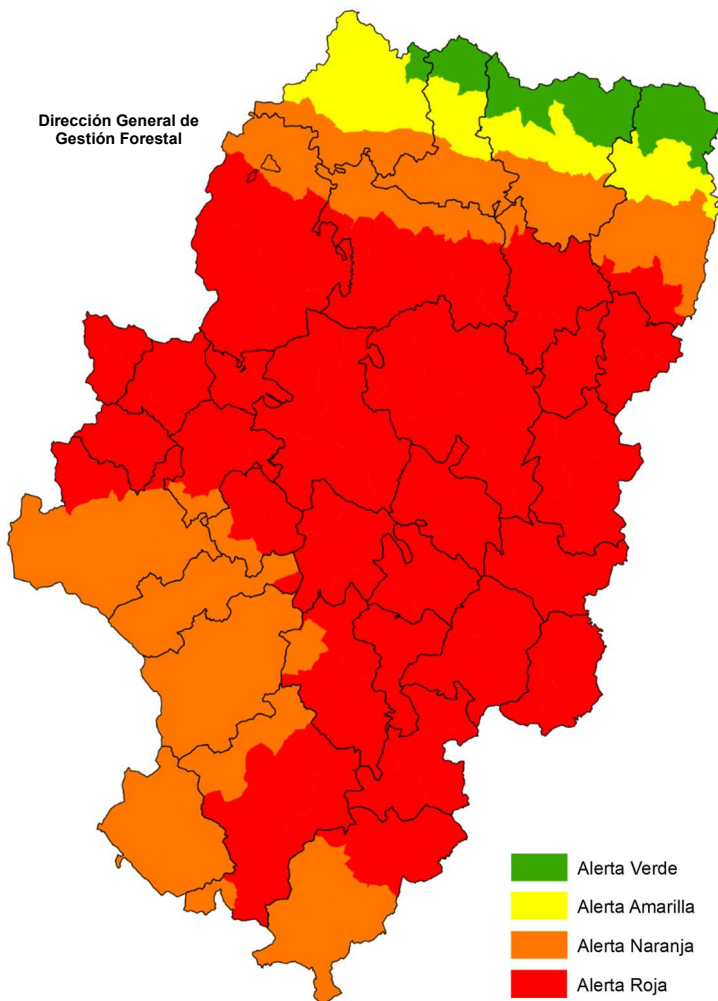 Dirección General de
Gestión Forestal
Alerta Verde
Alerta Amarilla
Alerta Naranja
Alerta Roja